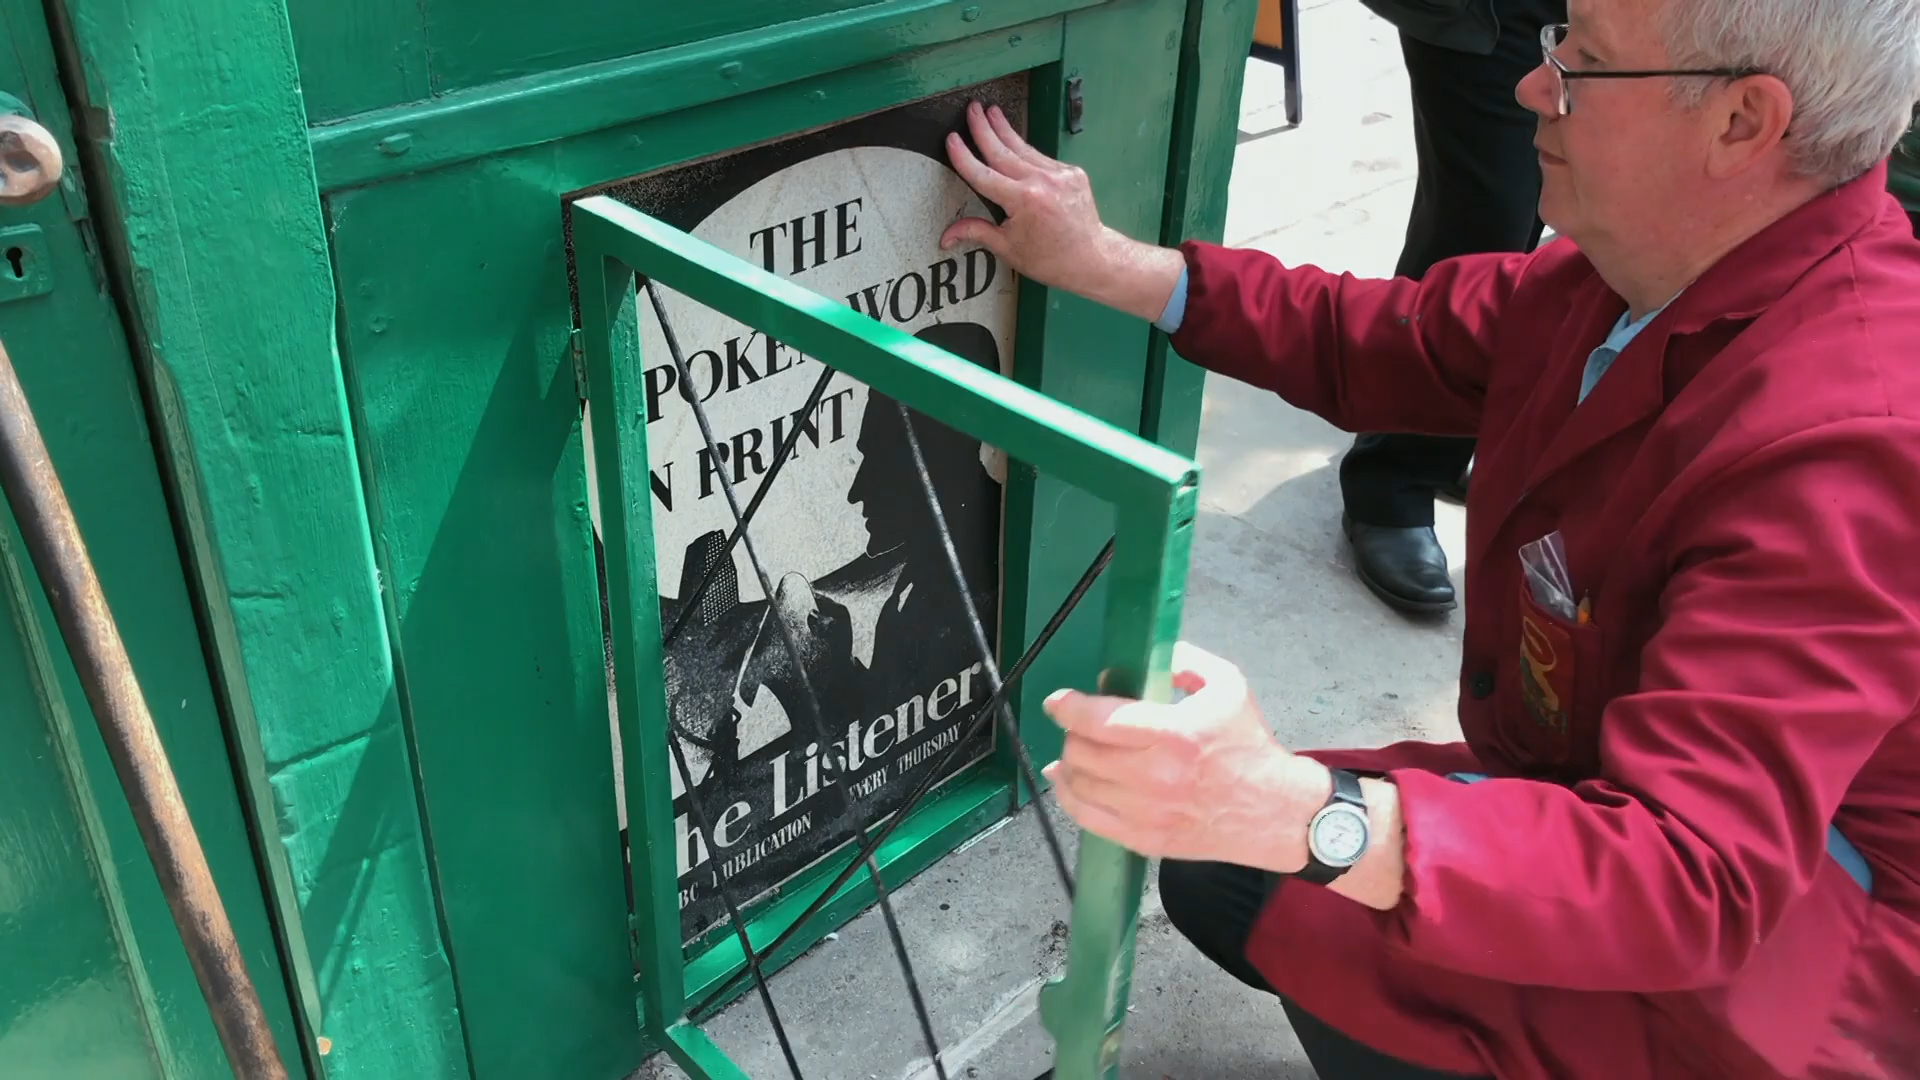 THE
POKEN WORD
N PRINT
he Listener
BC PUBLICATION EVERY THURSDAY